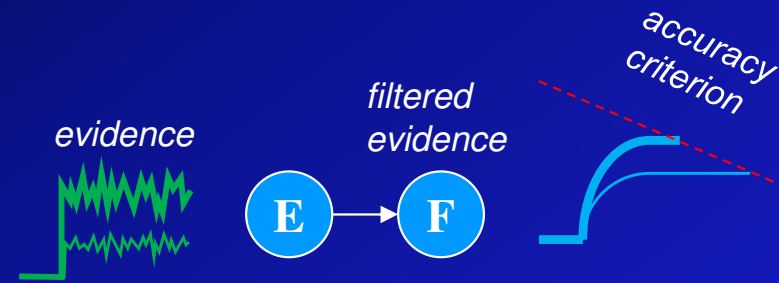 accuracy
criterion
filtered
evidence
evidence
E
F